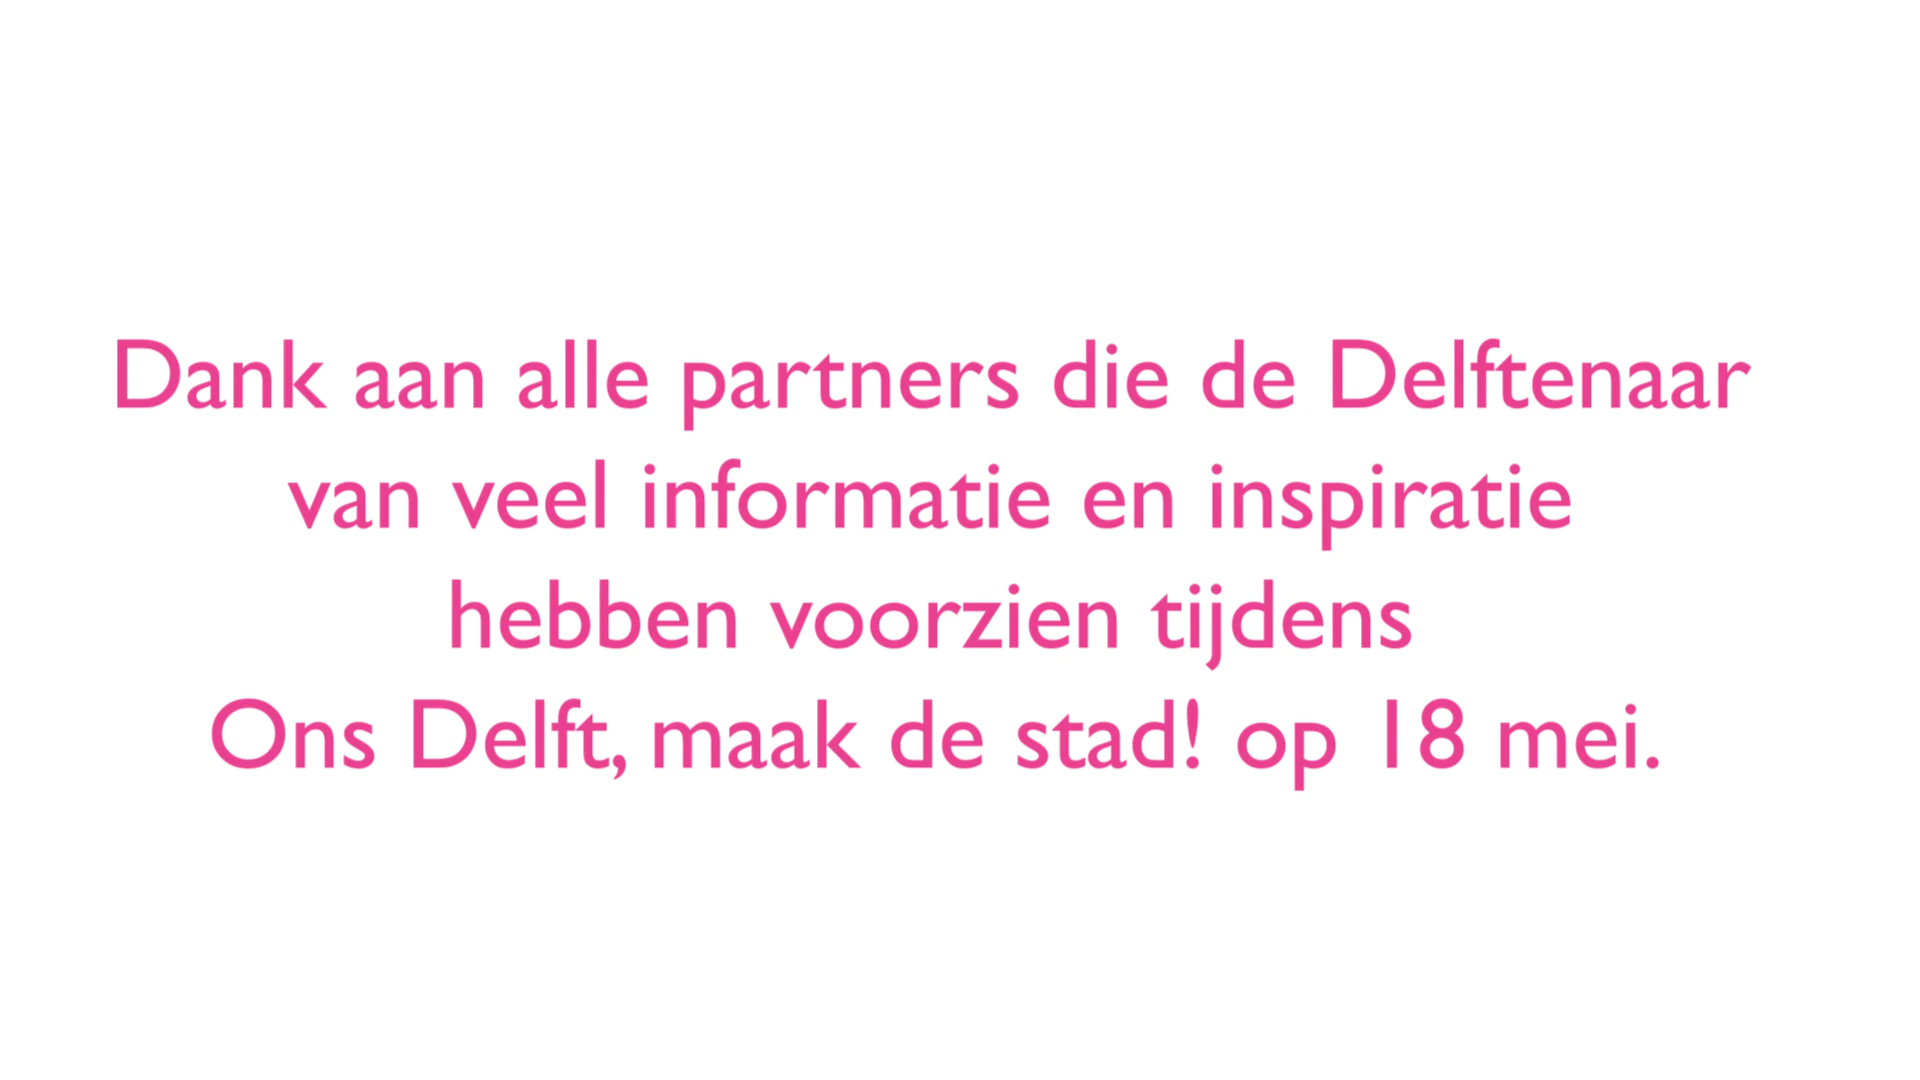 Dank aan alle partners die de Delftenaar
van veel informatie en inspiratie
hebben voorzien tijdens
Ons Delft, maak de stad! op 18 mei.